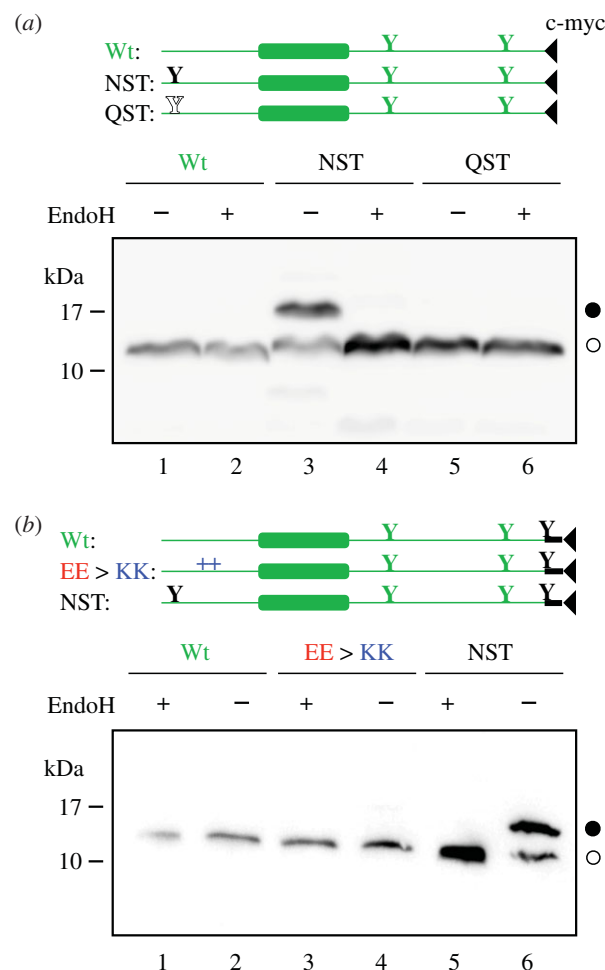 (a)
c-myc
Wt:
Y Y
NST:
Y Y Y
QST:
Y Y Y
Wt NST QST
EndoH − + − + − +
kDa
17
10
1 2 3 4 5 6
(b)
Wt:
Y Y Y
EE > KK:
++ Y Y Y
NST:
Y Y Y Y
Wt EE > KK NST
EndoH + − + − + −
kDa
17
10
1 2 3 4 5 6